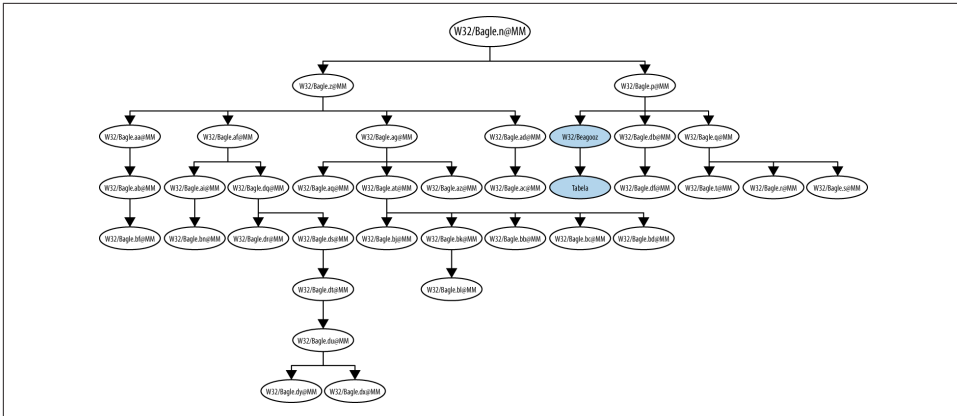 W32/Bagle.n@MM
W32/Bagle.z@MM
W32/Bagle.p@MM
W32/Bagle.aa@MM
W32/Bagle.af@MM
W32/Bagle.ag@MM
W32/Bagle.ad@MM
W32/Beagooz
W32/Bagle.db@MM
W32/Bagle.q@MM
W32/Bagle.ab@MM
W32/Bagle.ai@MM
W32/Bagle.dq@MM
W32/Bagle.aq@MM
W32/Bagle.at@MM
W32/Bagle.az@MM
W32/Bagle.ac@MM
Tabela
W32/Bagle.df@MM
W32/Bagle.t@MM
W32/Bagle.r@MM
W32/Bagle.s@MM
W32/Bagle.bf@MM
W32/Bagle.bn@MM
W32/Bagle.dr@MM
W32/Bagle.ds@MM
W32/Bagle.bj@MM
W32/Bagle.bk@MM
W32/Bagle.bb@MM
W32/Bagle.bc@MM
W32/Bagle.bd@MM
W32/Bagle.dt@MM
W32/Bagle.bl@MM
W32/Bagle.du@MM
W32/Bagle.dy@MM
W32/Bagle.dx@MM